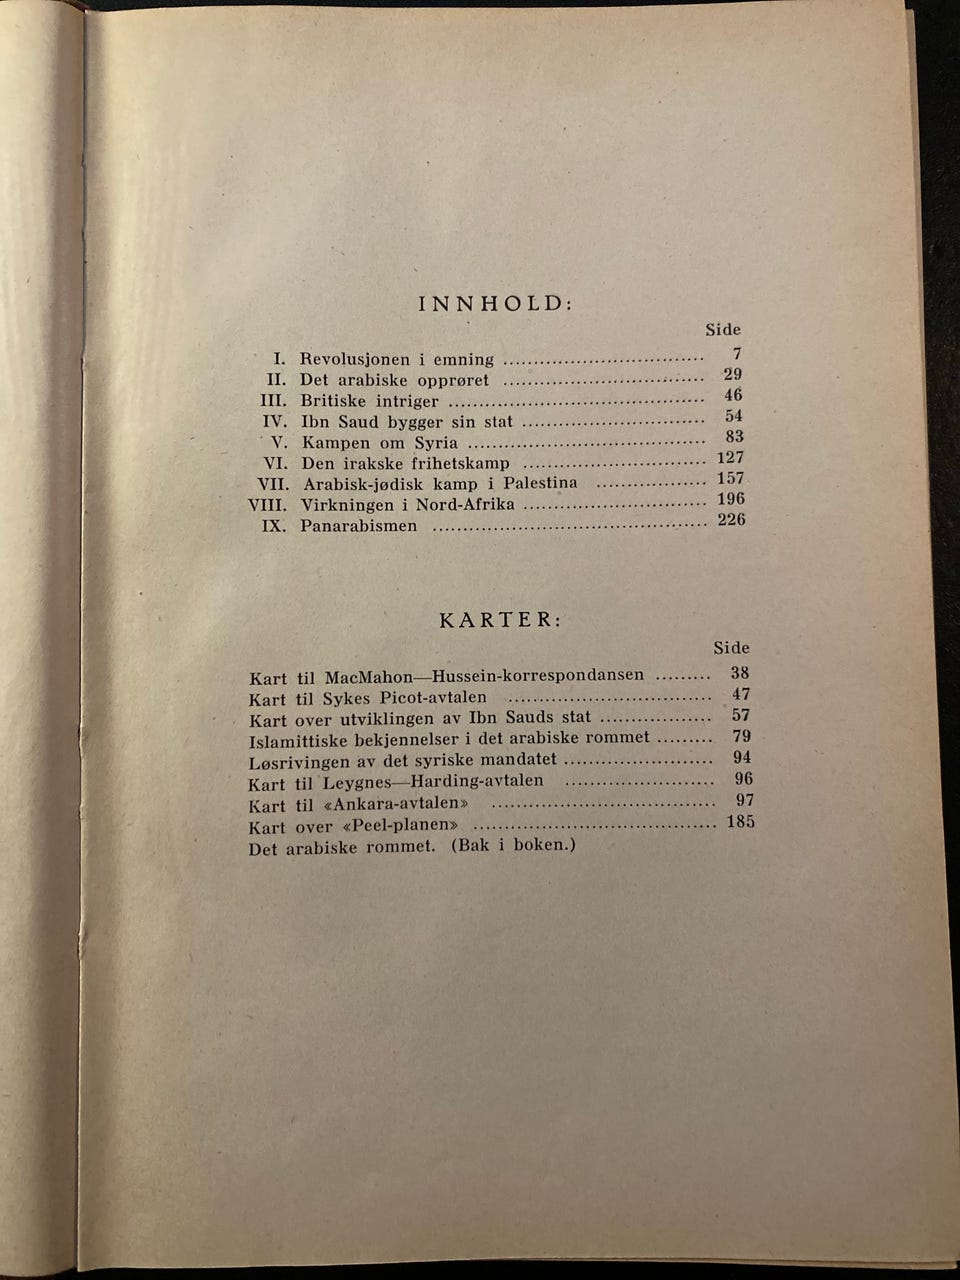 INNHOLD:
Side
I. Revolusjonen i emning ................................. 7
II. Det arabiske opprøret ................................. 29
III. Britiske intriger .......................................... 46
IV. Ibn Saud bygger sin stat .............................. 54
V. Kampen om Syria ....................................... 83
VI. Den irakske frihetskamp .............................. 127
VII. Arabisk-jødisk kamp i Palestina .................. 157
VIII. Virkningen i Nord-Afrika .............................. 196
IX. Panarabismen ............................................. 226
KARTER:
Side
Kart til MacMahon—Hussein-korrespondansen ......... 38
Kart til Sykes Picot-avtalen ................................. 47
Kart over utviklingen av Ibn Sauds stat .................. 57
Islamittiske bekjennelser i det arabiske rommet ......... 79
Løsrivingen av det syriske mandatet ........................ 94
Kart til Leygnes—Harding-avtalen ........................ 96
Kart til «Ankara-avtalen» .................................... 97
Kart over «Peel-planen» ....................................... 185
Det arabiske rommet. (Bak i boken.)